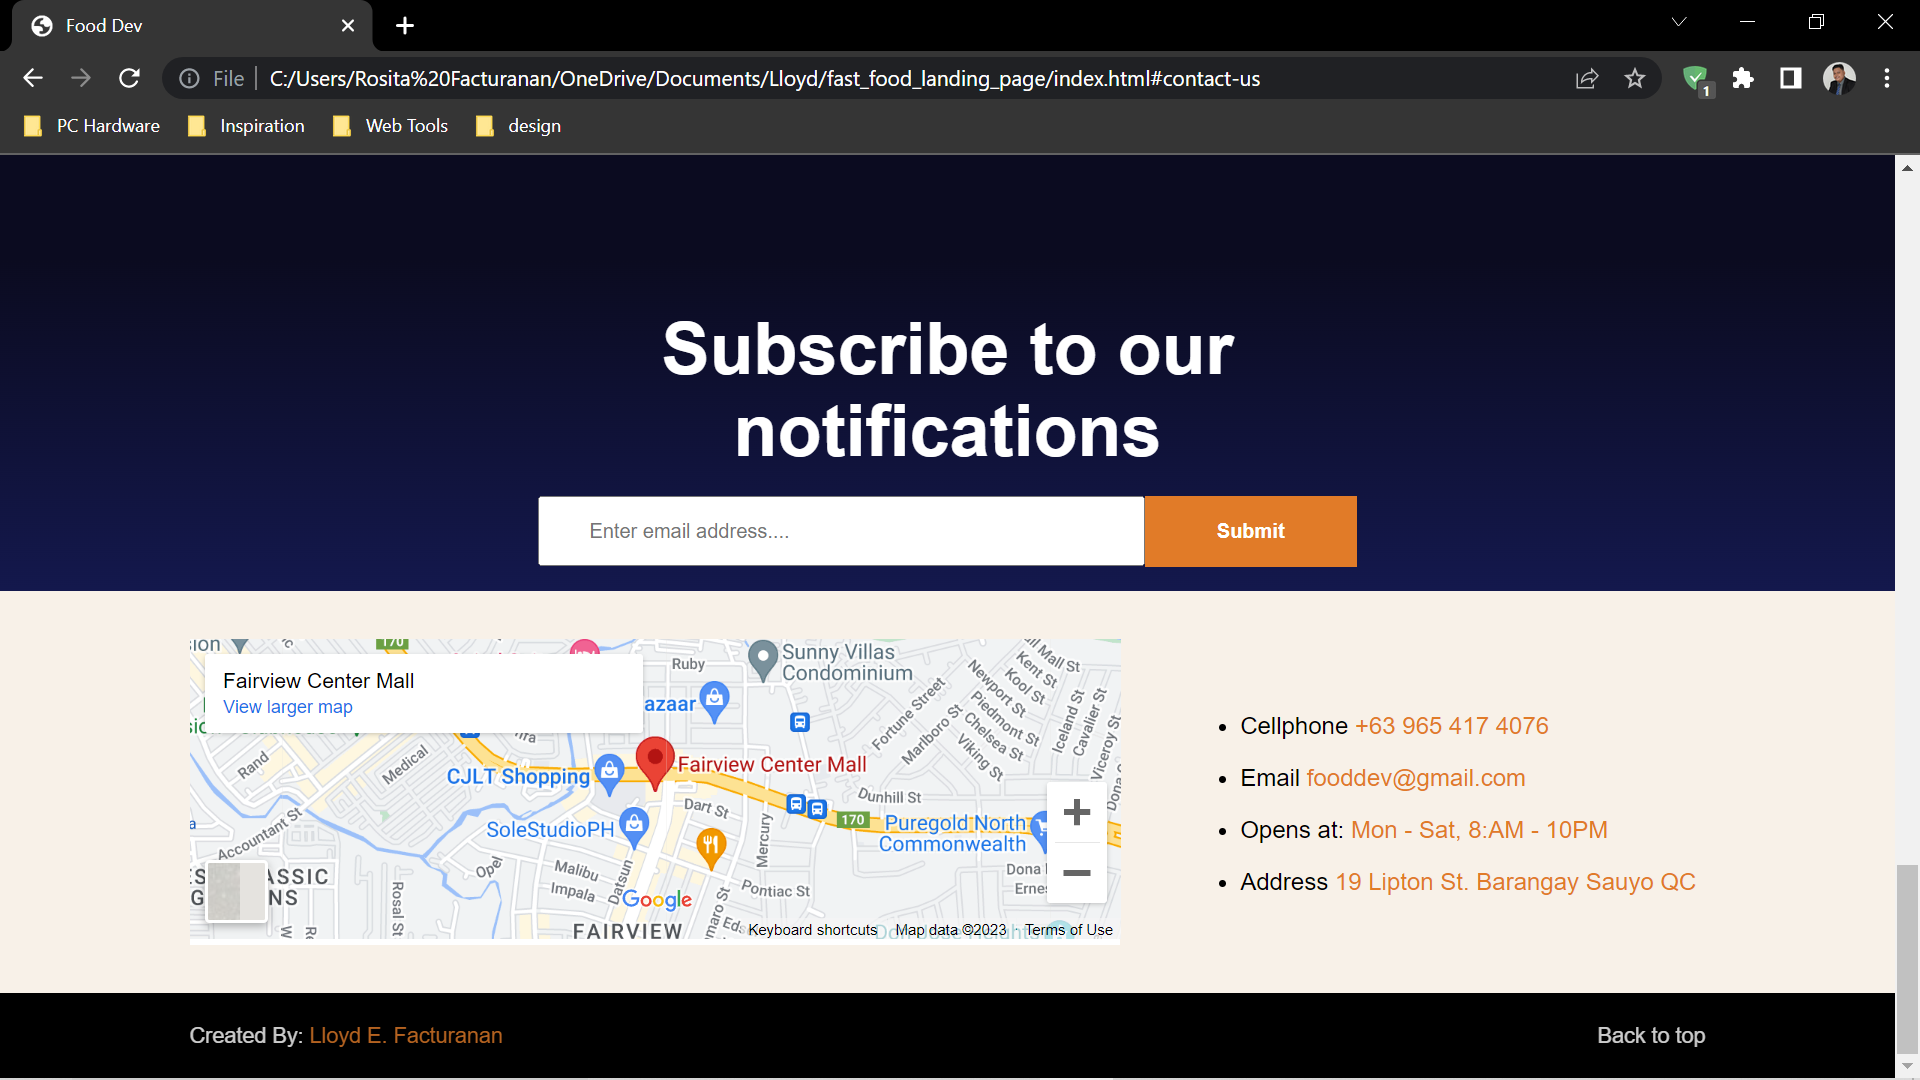 Food Dev
File
C:/Users/Rosita%20Facturanan/OneDrive/Documents/Lloyd/fast_food_landing_page/index.html#contact-us
1
PC Hardware
Inspiration
Web Tools
design
Subscribe to our
notifications
Enter email address....
Submit
Fairview Center Mall
View larger map
170
Ruby
Sunny Villas
Condominium
azaar
Mall St
Kent St
Kool St
Newport St
Piedmont St
Chelsea St
Viking St
Fortune Street
Marlboro St
Iceland St
Cavalier St
Viceroy St
Rand
Medical
CJLT Shopping
Fairview Center Mall
Dart St
Dunhill St
170
SoleStudioPH
Puregold North
Commonwealth
Mercury
Accountant St
Opel
Malibu
Impala
Datsun
Pontiac St
Rosal St
Google
FAIRVIEW
Keyboard shortcuts
Map data ©2023
Terms of Use
• Cellphone +63 965 417 4076
• Email fooddev@gmail.com
• Opens at: Mon - Sat, 8:AM - 10PM
• Address 19 Lipton St. Barangay Sauyo QC
Created By: Lloyd E. Facturanan
Back to top